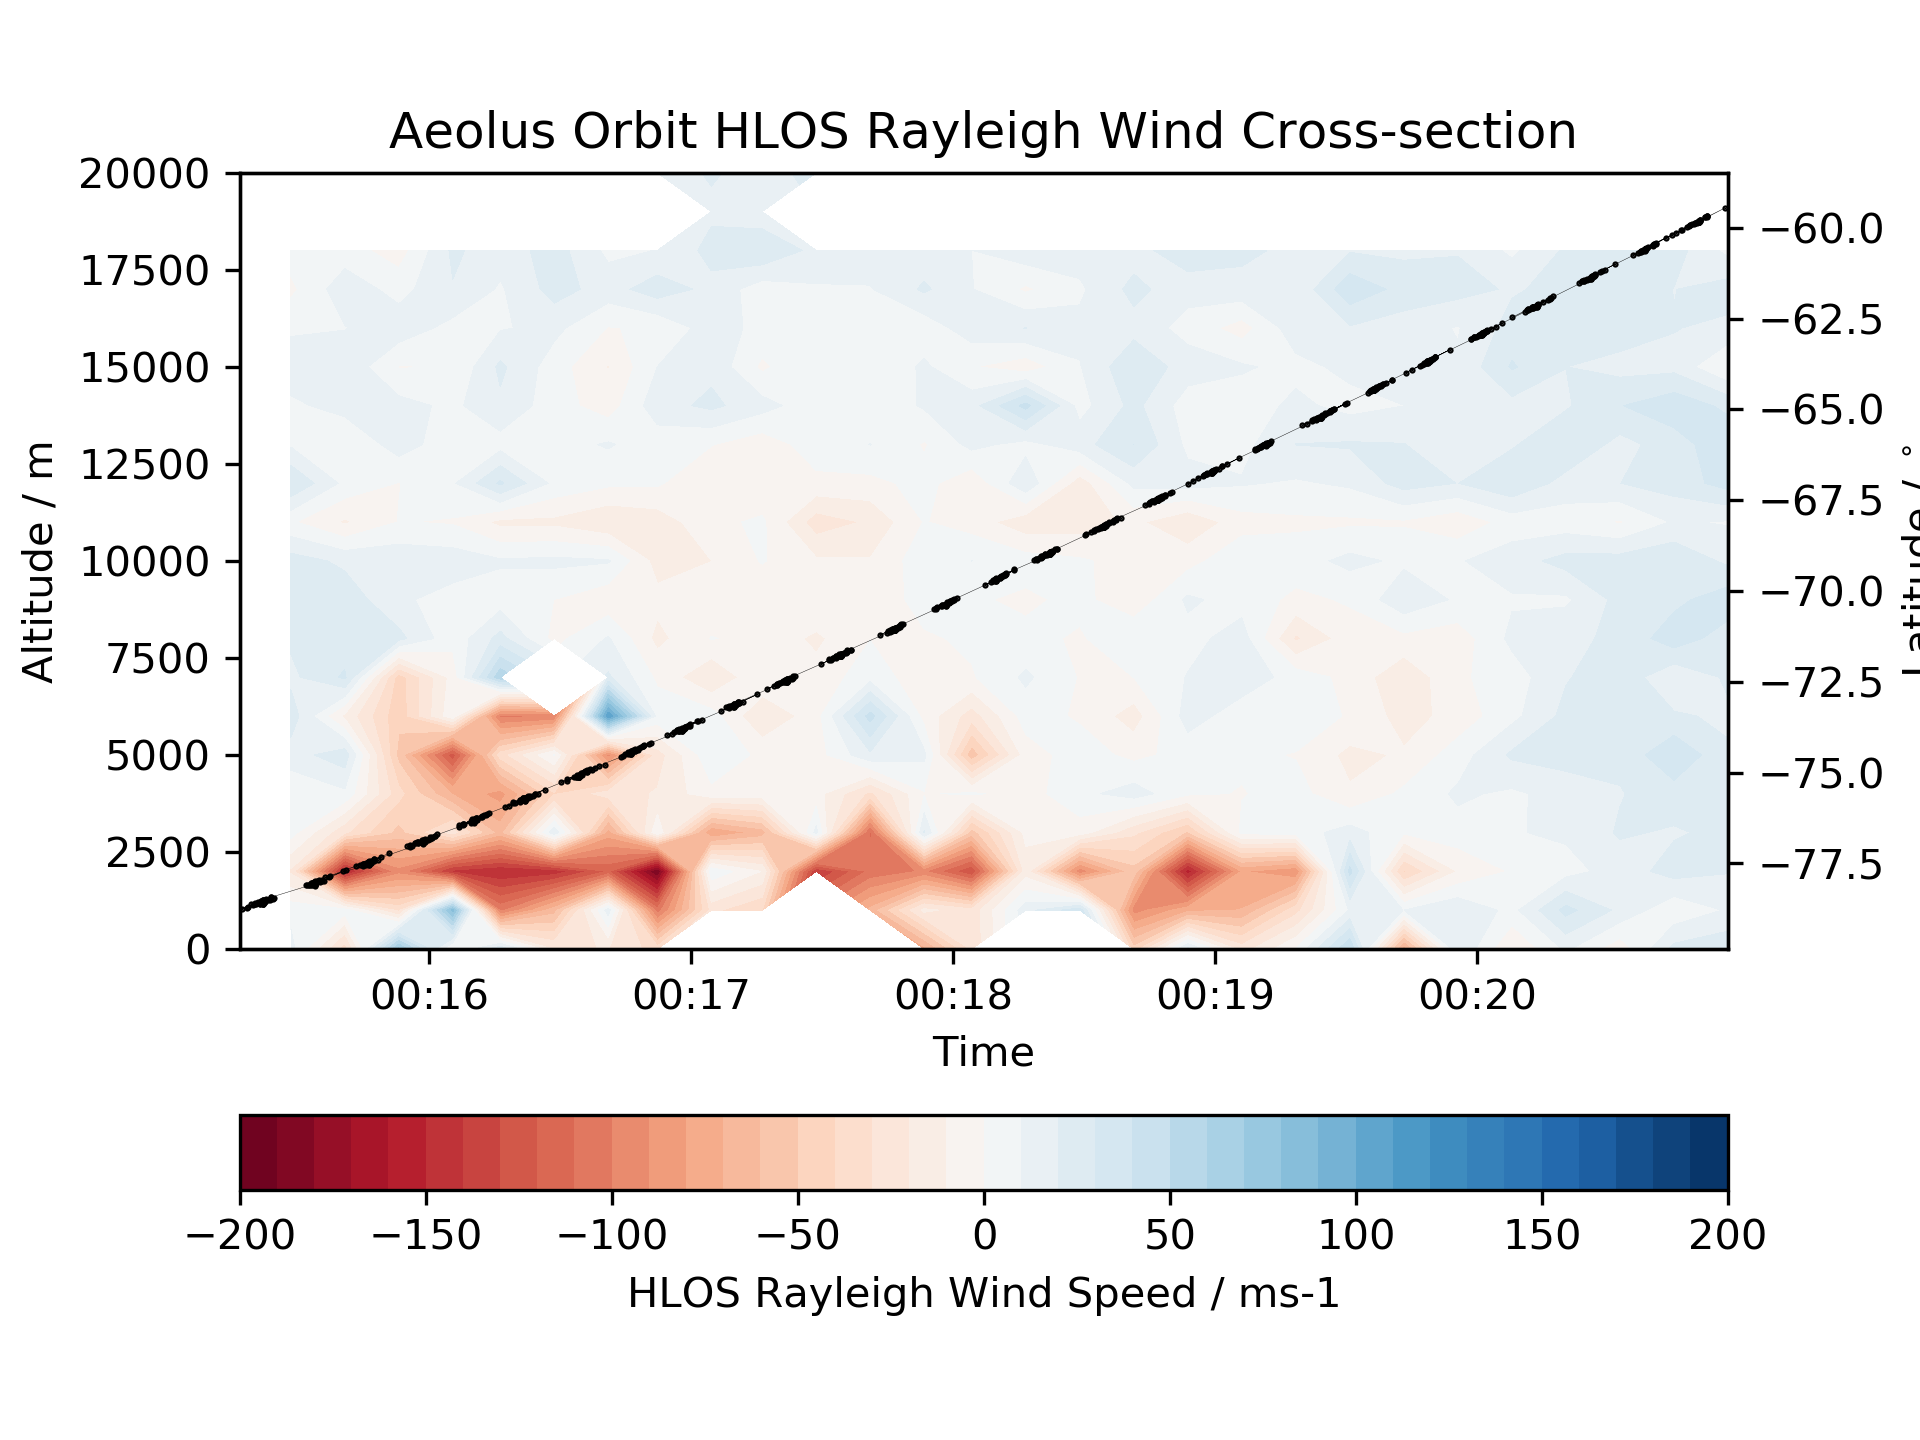 Aeolus Orbit HLOS Rayleigh Wind Cross-section
20000
17500
15000
12500
10000
7500
5000
2500
0
Altitude / m
−60.0
−62.5
−65.0
−67.5
−70.0
−72.5
−75.0
−77.5
Latitude / °
00:16 00:17 00:18 00:19 00:20
Time
−200 −150 −100 −50 0 50 100 150 200
HLOS Rayleigh Wind Speed / ms-1